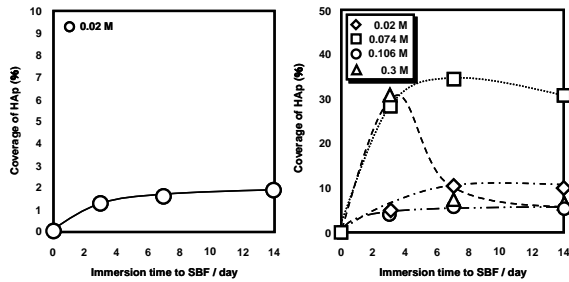 10
9
8
7
6
5
4
3
2
1
0
Coverage of HAp (%)
0.02 M
0 2 4 6 8 10 12 14
Immersion time to SBF / day
50
40
30
20
10
0
Coverage of HAp (%)
0.02 M
0.074 M
0.106 M
0.3 M
0 2 4 6 8 10 12 14
Immersion time to SBF / day